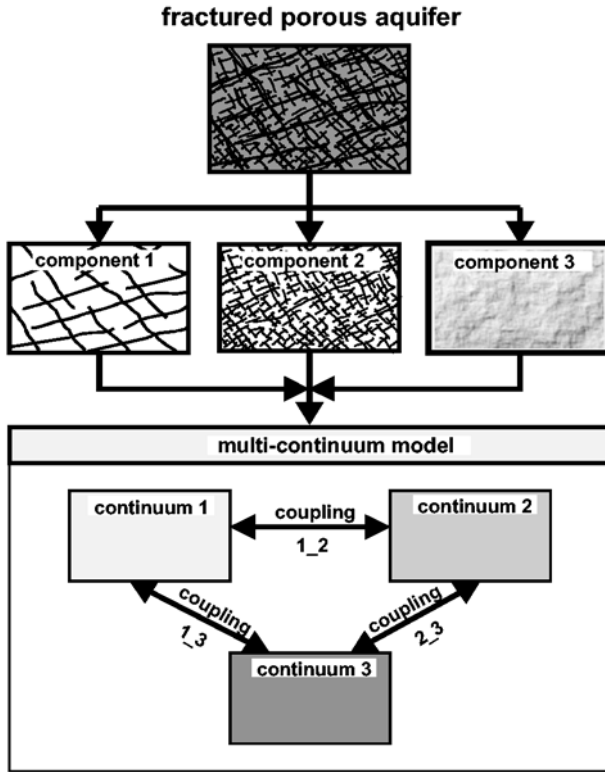 fractured porous aquifer
component 1
component 2
component 3
multi-continuum model
continuum 1
coupling
1_2
continuum 2
coupling
1_3
coupling
2_3
continuum 3